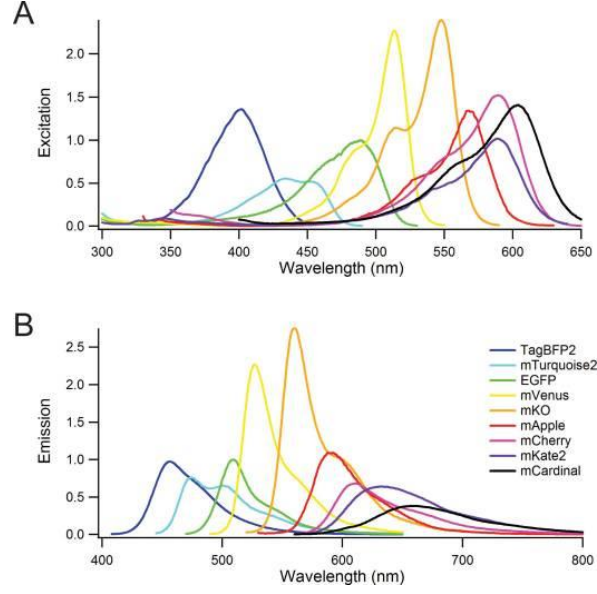 A
Excitation
2.0
1.5
1.0
0.5
0.0
300 350 400 450 500 550 600 650
Wavelength (nm)
B
Emission
2.5
2.0
1.5
1.0
0.5
0.0
TagBFP2
mTurquoise2
EGFP
mVenus
mKO
mApple
mCherry
mKate2
mCardinal
400 500 600 700 800
Wavelength (nm)